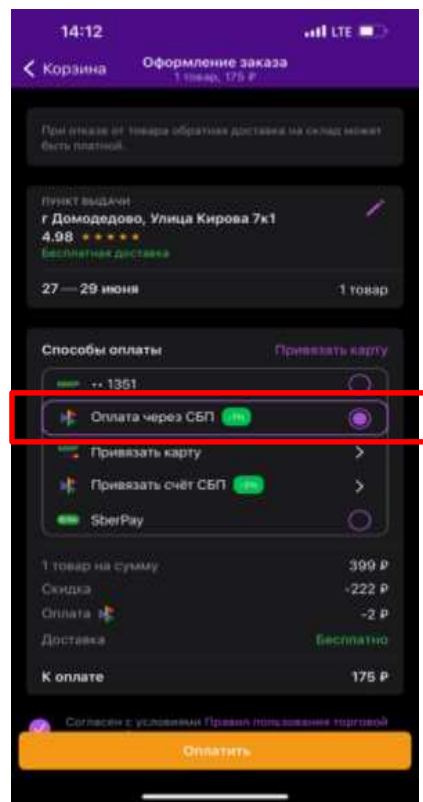 14:12
LTE
Корзина
Оформление заказа
1 товар, 175 ₽
При отказе от товара обратная доставка на склад может
быть платной.
ПУНКТ ВЫДАЧИ
г Домодедово, Улица Кирова 7к1
4.98 ★★★★★
Бесплатная доставка
27 — 29 июня
1 товар
Способы оплаты
Привязать карту
•• 1351
Оплата через СБП
Привязать карту
Привязать счёт СБП
SberPay
1 товар на сумму
399 ₽
Скидка
-222 ₽
Оплата
-2 ₽
Доставка
Бесплатно
К оплате
175 ₽
Согласен с условиями Правил пользования торговой
Оплатить